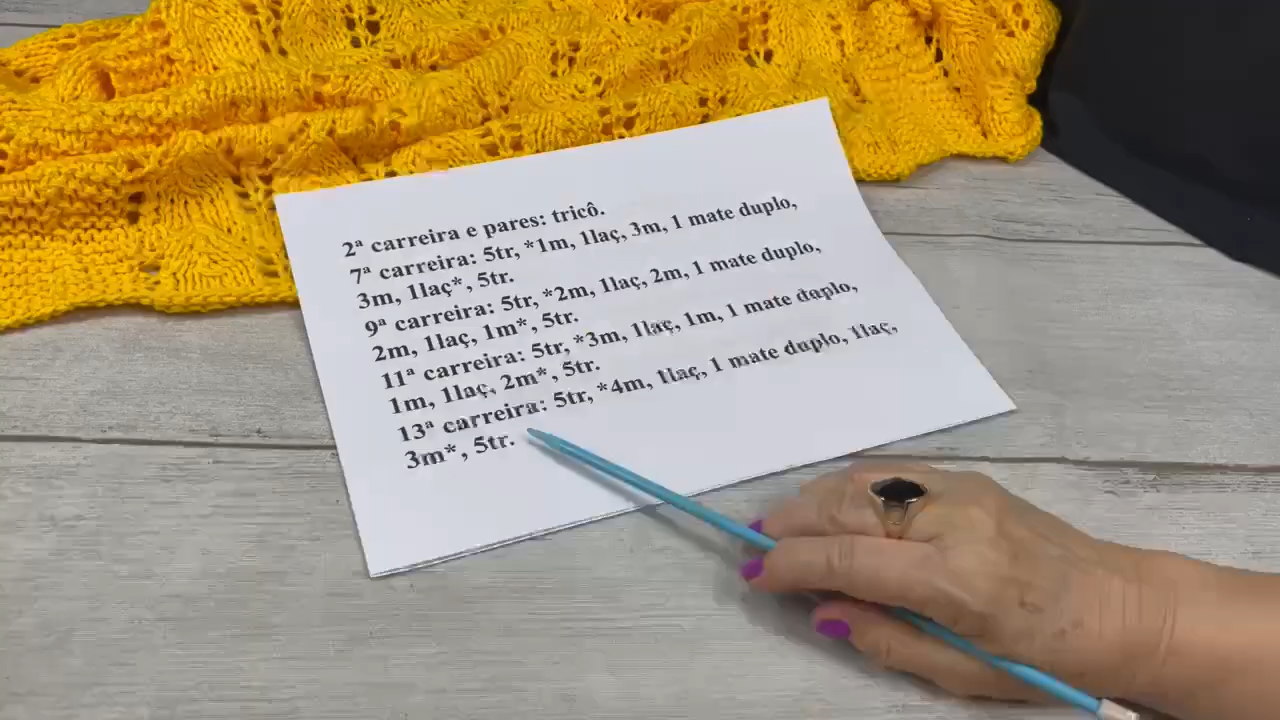 2ª carreira e pares: tricô.
7ª carreira: 5tr, *1m, 1laç, 3m, 1 mate duplo,
3m, 1laç*, 5tr.
9ª carreira: 5tr, *2m, 1laç, 2m, 1 mate duplo,
2m, 1laç, 1m*, 5tr.
11ª carreira: 5tr, *3m, 1laç, 1m, 1 mate duplo,
1m, 1laç, 2m*, 5tr.
13ª carreira: 5tr, *4m, 1laç, 1 mate duplo, 1laç,
3m*, 5tr.